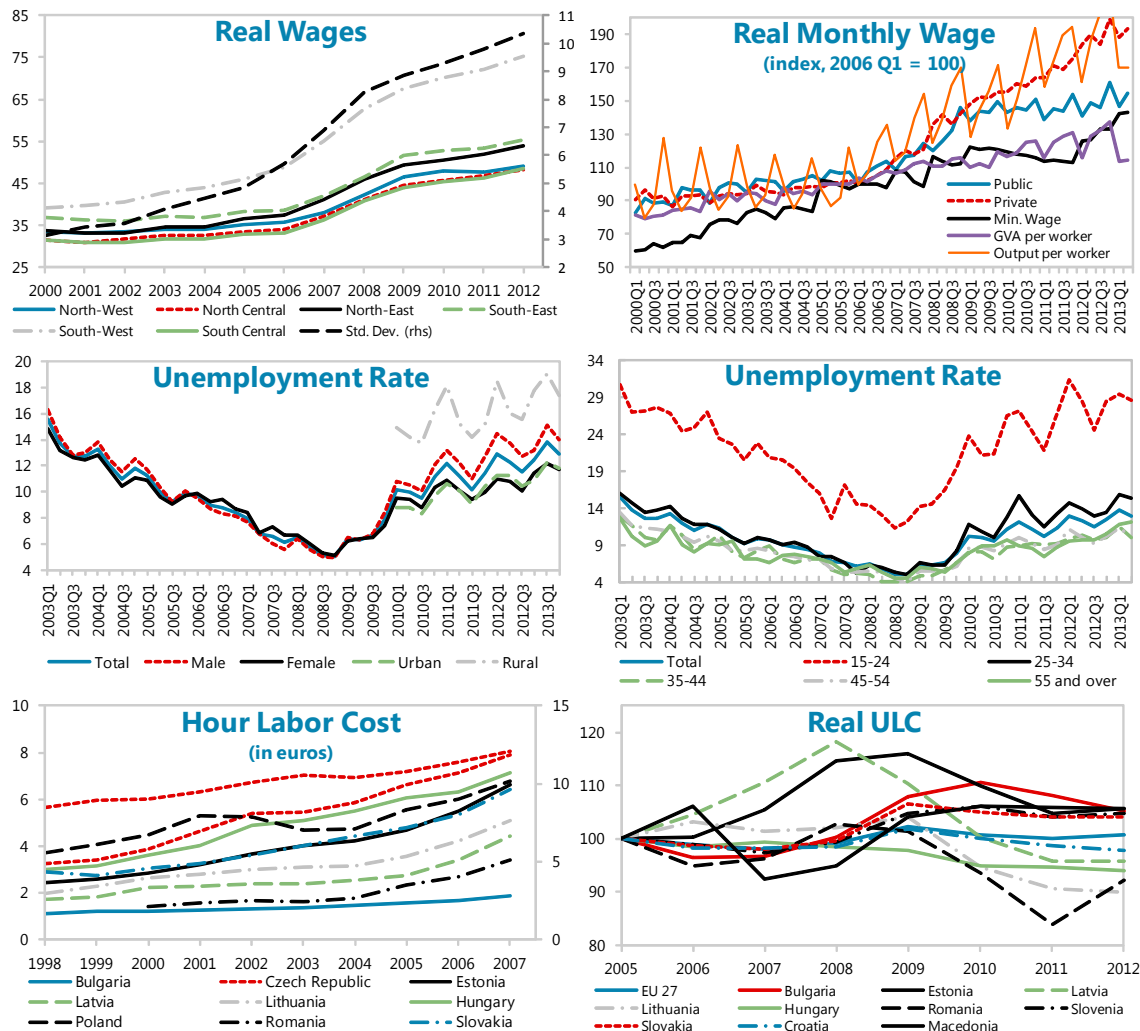 Real Wages
85
75
65
55
45
35
25
11
10
9
8
7
6
5
4
3
2
2000 2001 2002 2003 2004 2005 2006 2007 2008 2009 2010 2011 2012
North-West North Central North-East South-East
South-West South Central Std. Dev. (rhs)
Real Monthly Wage
(index, 2006 Q1 = 100)
190
170
150
130
110
90
70
50
Public
Private
Min. Wage
GVA per worker
Output per worker
2000Q1 2000Q3 2001Q1 2001Q3 2002Q1 2002Q3 2003Q1 2003Q3 2004Q1 2004Q3 2005Q1 2005Q3 2006Q1 2006Q3 2007Q1 2007Q3 2008Q1 2008Q3 2009Q1 2009Q3 2010Q1 2010Q3 2011Q1 2011Q3 2012Q1 2012Q3 2013Q1
Unemployment Rate
20
18
16
14
12
10
8
6
4
2003Q1 2003Q3 2004Q1 2004Q3 2005Q1 2005Q3 2006Q1 2006Q3 2007Q1 2007Q3 2008Q1 2008Q3 2009Q1 2009Q3 2010Q1 2010Q3 2011Q1 2011Q3 2012Q1 2012Q3 2013Q1
Total Male Female Urban Rural
Unemployment Rate
34
29
24
19
14
9
4
2003Q1 2003Q3 2004Q1 2004Q3 2005Q1 2005Q3 2006Q1 2006Q3 2007Q1 2007Q3 2008Q1 2008Q3 2009Q1 2009Q3 2010Q1 2010Q3 2011Q1 2011Q3 2012Q1 2012Q3 2013Q1
Total 15-24 25-34
35-44 45-54 55 and over
Hour Labor Cost
(in euros)
10
8
6
4
2
0
15
10
5
0
1998 1999 2000 2001 2002 2003 2004 2005 2006 2007
Bulgaria Czech Republic Estonia
Latvia Lithuania Hungary
Poland Romania Slovakia
Real ULC
120
110
100
90
80
2005 2006 2007 2008 2009 2010 2011 2012
EU 27 Bulgaria Estonia Latvia
Lithuania Hungary Romania Slovenia
Slovakia Croatia Macedonia